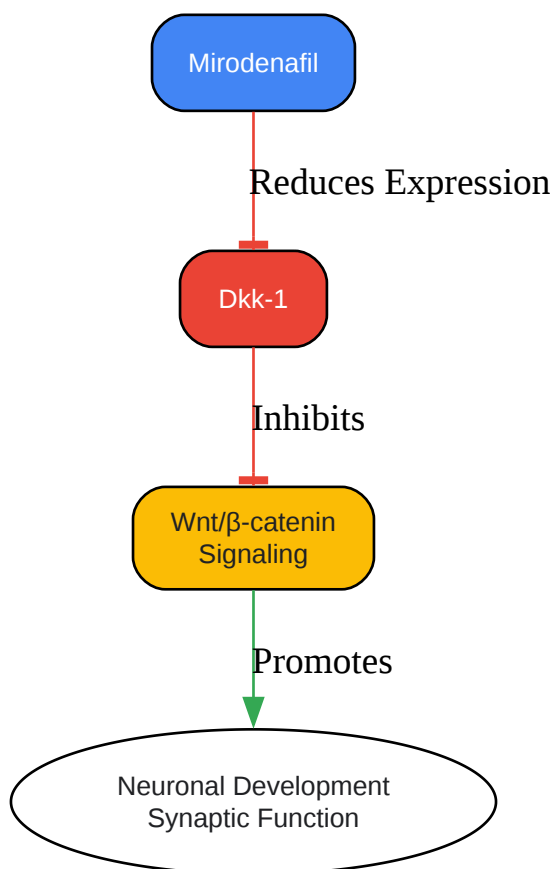 Mirodenafil
Reduces Expression
Dkk-1
Inhibits
Wnt/β-catenin
Signaling
Promotes
Neuronal Development
Synaptic Function